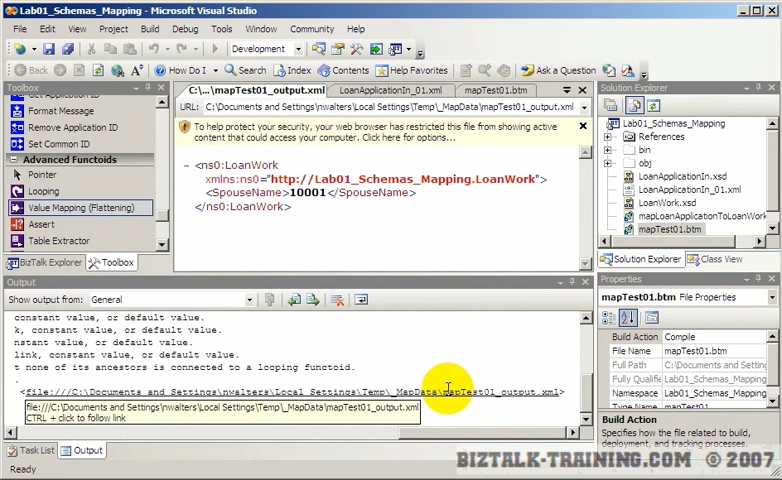 Lab01_Schemas_Mapping - Microsoft Visual Studio
File Edit View Project Build Debug Tools Window Community Help
Development
Back How Do I Search Index Contents Help Favorites Ask a Question
Toolbox
Format Message
Remove Application ID
Set Common ID
Advanced Functoids
Pointer
Looping
Value Mapping (Flattening)
Assert
Table Extractor
BizTalk Explorer Toolbox
C:\...\mapTest01_output.xml LoanApplicationIn_01.xml mapTest01.btm
URL: C:\Documents and Settings\nwalters\Local Settings\Temp\_MapData\mapTest01_output.xml
To help protect your security, your web browser has restricted this file from showing active
content that could access your computer. Click here for options...
- <ns0:LoanWork
xmlns:ns0="http://Lab01_Schemas_Mapping.LoanWork">
<SpouseName>10001</SpouseName>
</ns0:LoanWork>
Solution Explorer
Lab01_Schemas_Mapping
References
bin
obj
LoanApplicationIn.xsd
LoanApplicationIn_01.xml
LoanWork.xsd
mapLoanApplicationToLoanWork
mapTest01.btm
Solution Explorer Class View
Output
Show output from: General
constant value, or default value.
k, constant value, or default value.
nstant value, or default value.
link, constant value, or default value.
t none of its ancestors is connected to a looping functoid.
.
<file:///C:\Documents and Settings\nwalters\Local Settings\Temp\_MapData\mapTest01_output.xml>
file:///C:\Documents and Settings\nwalters\Local Settings\Temp\_MapData\mapTest01_output.xml
CTRL + click to follow link
Task List Output
Ready
Properties
mapTest01.btm File Properties
Build Action Compile
File Name mapTest01.btm
Full Path C:\Documents and S
Fully Qualifie Lab01_Schemas_Ma
Namespace Lab01_Schemas_Ma
Type Name mapTest01
Build Action
Specifies how the file related to build,
deployment, and tracking processes.
BIZTALK-TRAINING.COM © 2007